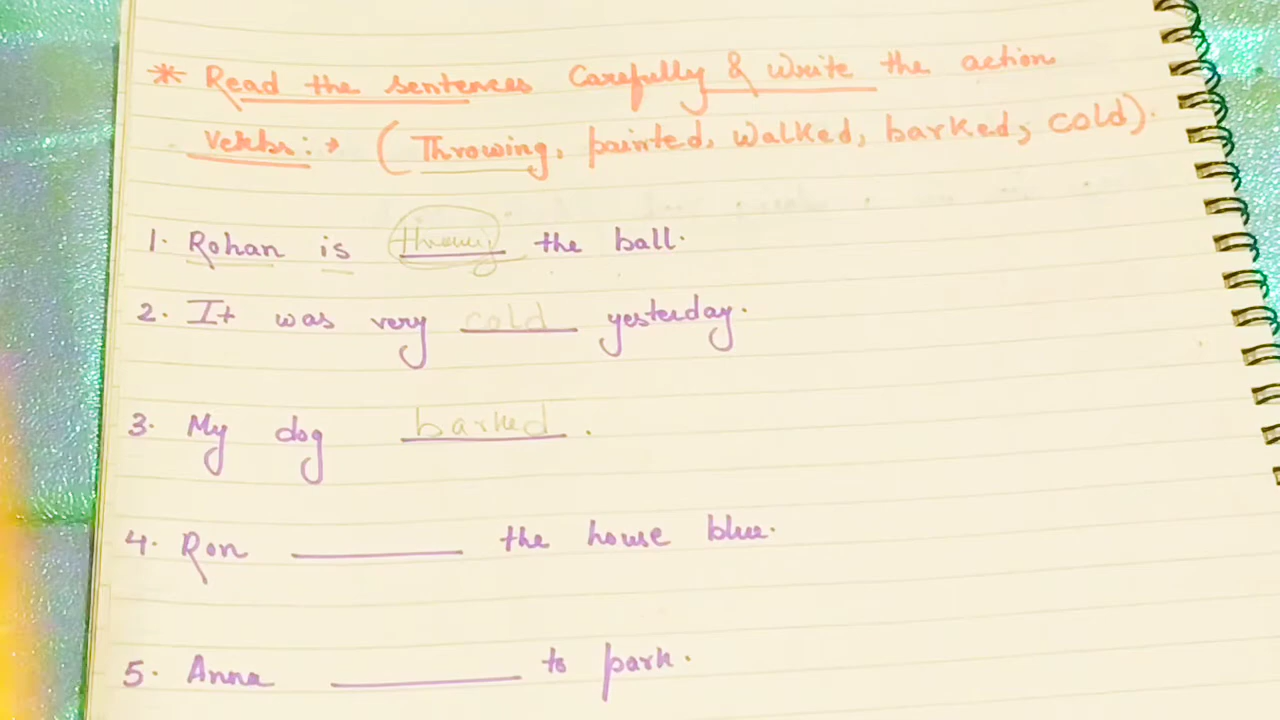 * Read the sentences Carefully & Write the action
Verbs:→ (Throwing, painted, walked, barked, cold).
1. Rohan is throwing the ball.
2. It was very cold yesterday.
3. My dog barked.
4. Ron ________ the house blue.
5. Anna ________ to park.